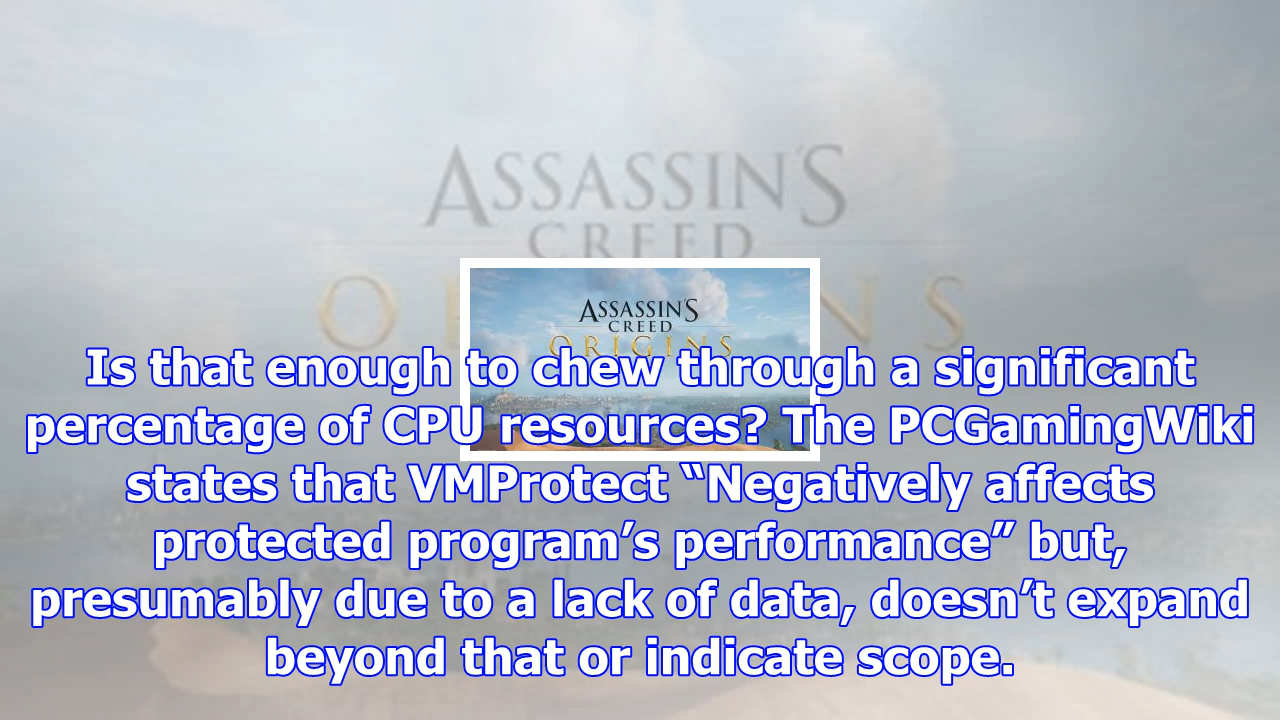 ASSASSIN'S
CREED
ORIGINS
ASSASSIN'S
CREED
ORIGINS
Is that enough to chew through a significant
percentage of CPU resources? The PCGamingWiki
states that VMProtect “Negatively affects
protected program’s performance” but,
presumably due to a lack of data, doesn’t expand
beyond that or indicate scope.